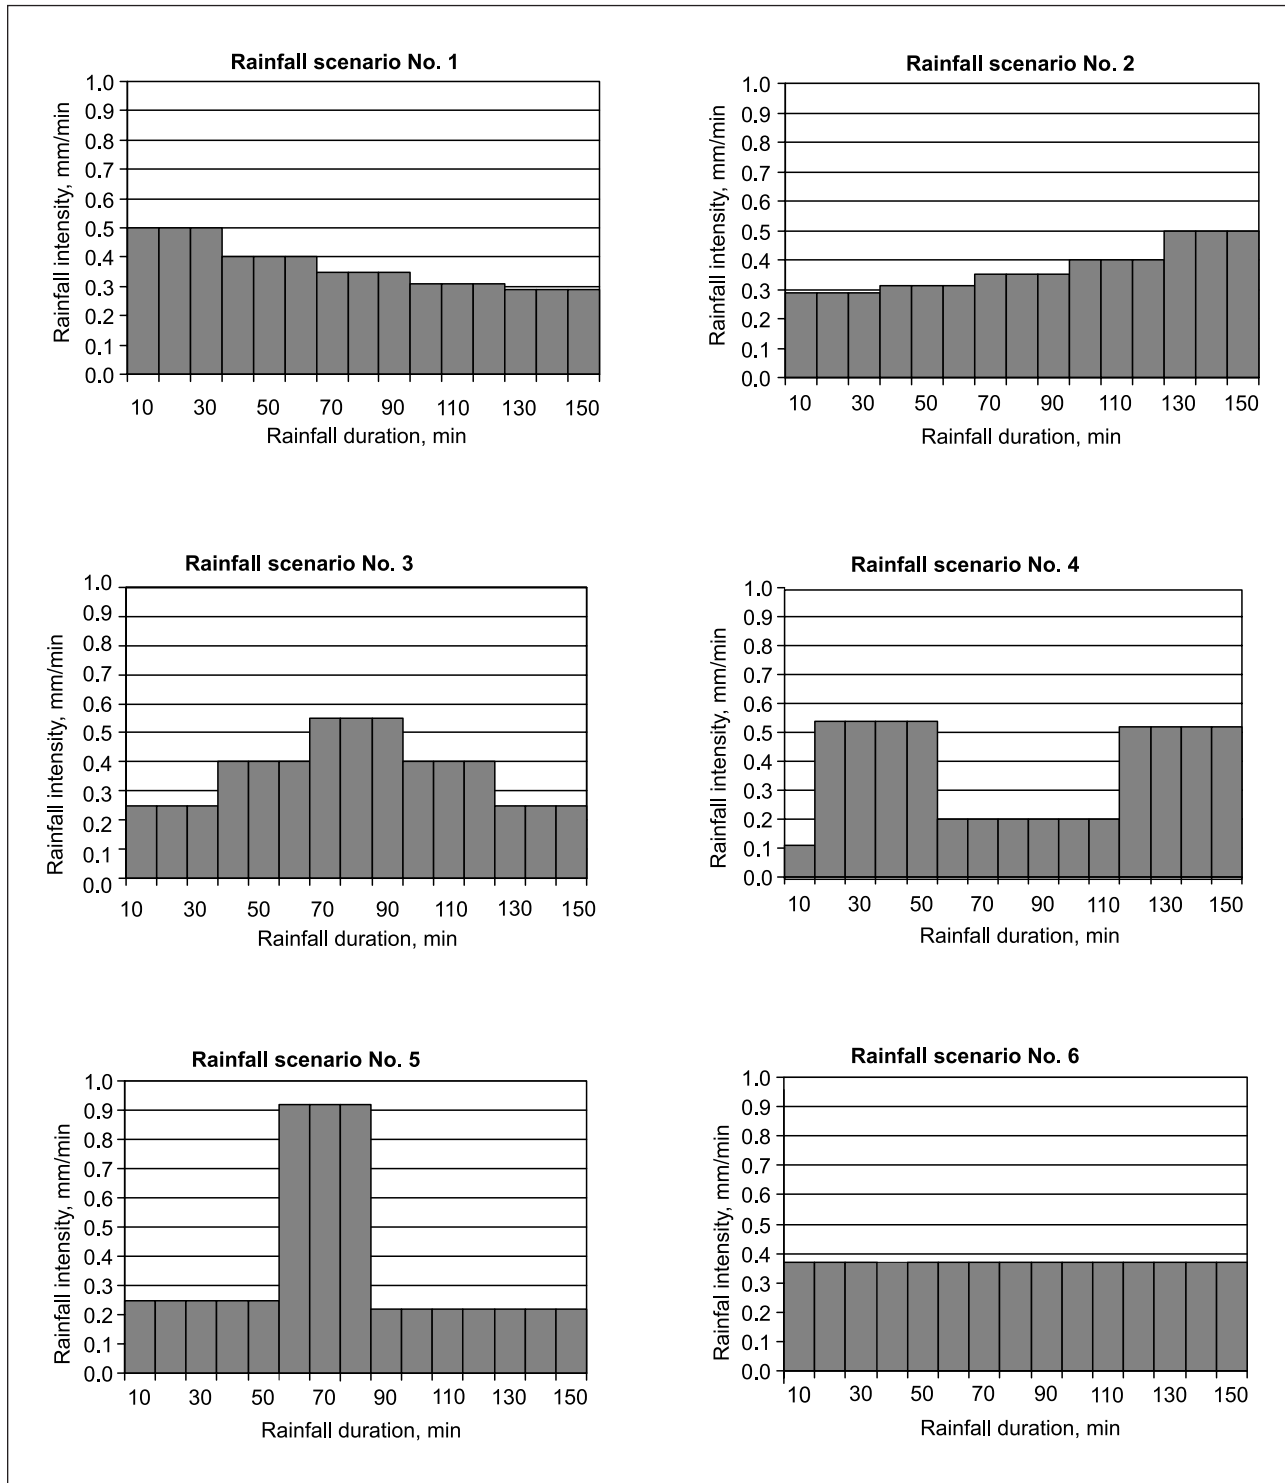 Rainfall scenario No. 1
Rainfall intensity, mm/min
1.0
0.9
0.8
0.7
0.6
0.5
0.4
0.3
0.2
0.1
0.0
10 30 50 70 90 110 130 150
Rainfall duration, min
Rainfall scenario No. 2
Rainfall intensity, mm/min
1.0
0.9
0.8
0.7
0.6
0.5
0.4
0.3
0.2
0.1
0.0
10 30 50 70 90 110 130 150
Rainfall duration, min
Rainfall scenario No. 3
Rainfall intensity, mm/min
1.0
0.9
0.8
0.7
0.6
0.5
0.4
0.3
0.2
0.1
0.0
10 30 50 70 90 110 130 150
Rainfall duration, min
Rainfall scenario No. 4
Rainfall intensity, mm/min
1.0
0.9
0.8
0.7
0.6
0.5
0.4
0.3
0.2
0.1
0.0
10 30 50 70 90 110 130 150
Rainfall duration, min
Rainfall scenario No. 5
Rainfall intensity, mm/min
1.0
0.9
0.8
0.7
0.6
0.5
0.4
0.3
0.2
0.1
0.0
10 30 50 70 90 110 130 150
Rainfall duration, min
Rainfall scenario No. 6
Rainfal intensity, mm/min
1.0
0.9
0.8
0.7
0.6
0.5
0.4
0.3
0.2
0.1
0.0
10 30 50 70 90 110 130 150
Rainfall duration, min